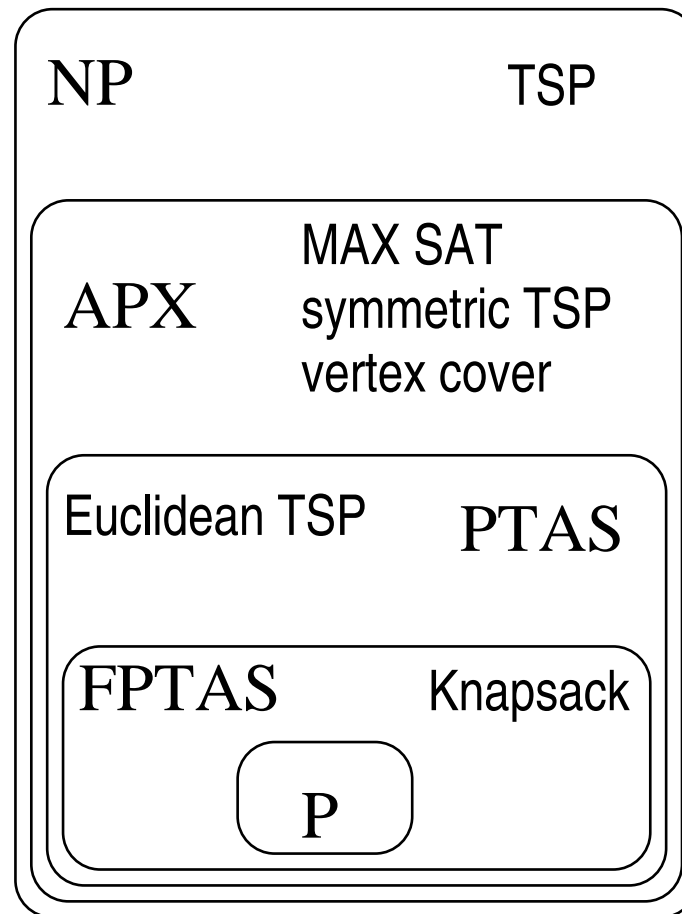 NP TSP
MAX SAT
APX symmetric TSP
vertex cover
Euclidean TSP PTAS
FPTAS Knapsack
P